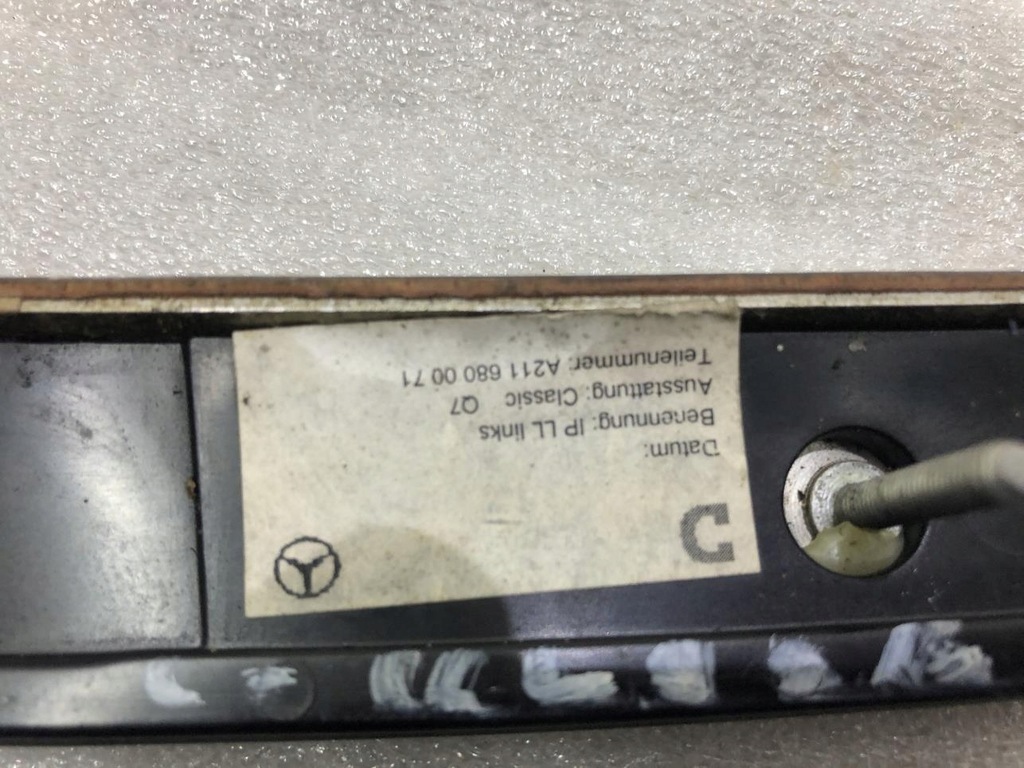 Datum:
Benennung: IP LL links
Ausstattung: Classic Q7
Teilenummer: A211 680 00 71